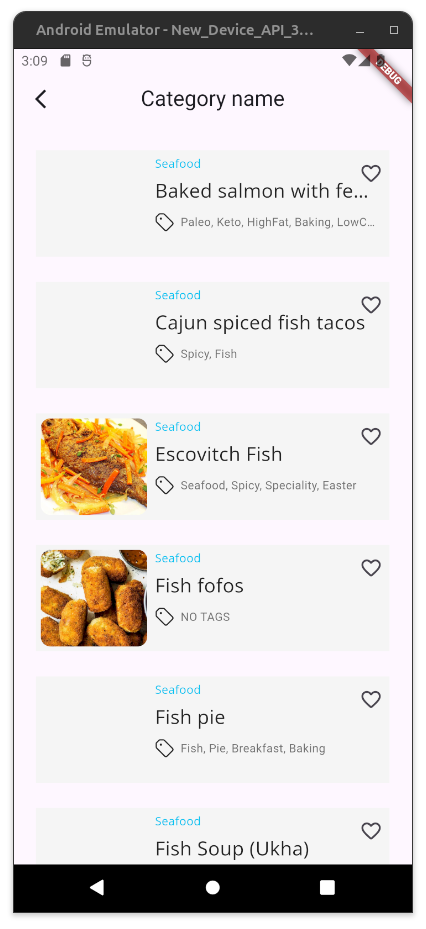 Android Emulator - New_Device_API_3...
3:09
DEBUG
Category name
Seafood
Baked salmon with fe...
Paleo, Keto, HighFat, Baking, LowC...
Seafood
Cajun spiced fish tacos
Spicy, Fish
Seafood
Escovitch Fish
Seafood, Spicy, Speciality, Easter
Seafood
Fish fofos
NO TAGS
Seafood
Fish pie
Fish, Pie, Breakfast, Baking
Seafood
Fish Soup (Ukha)